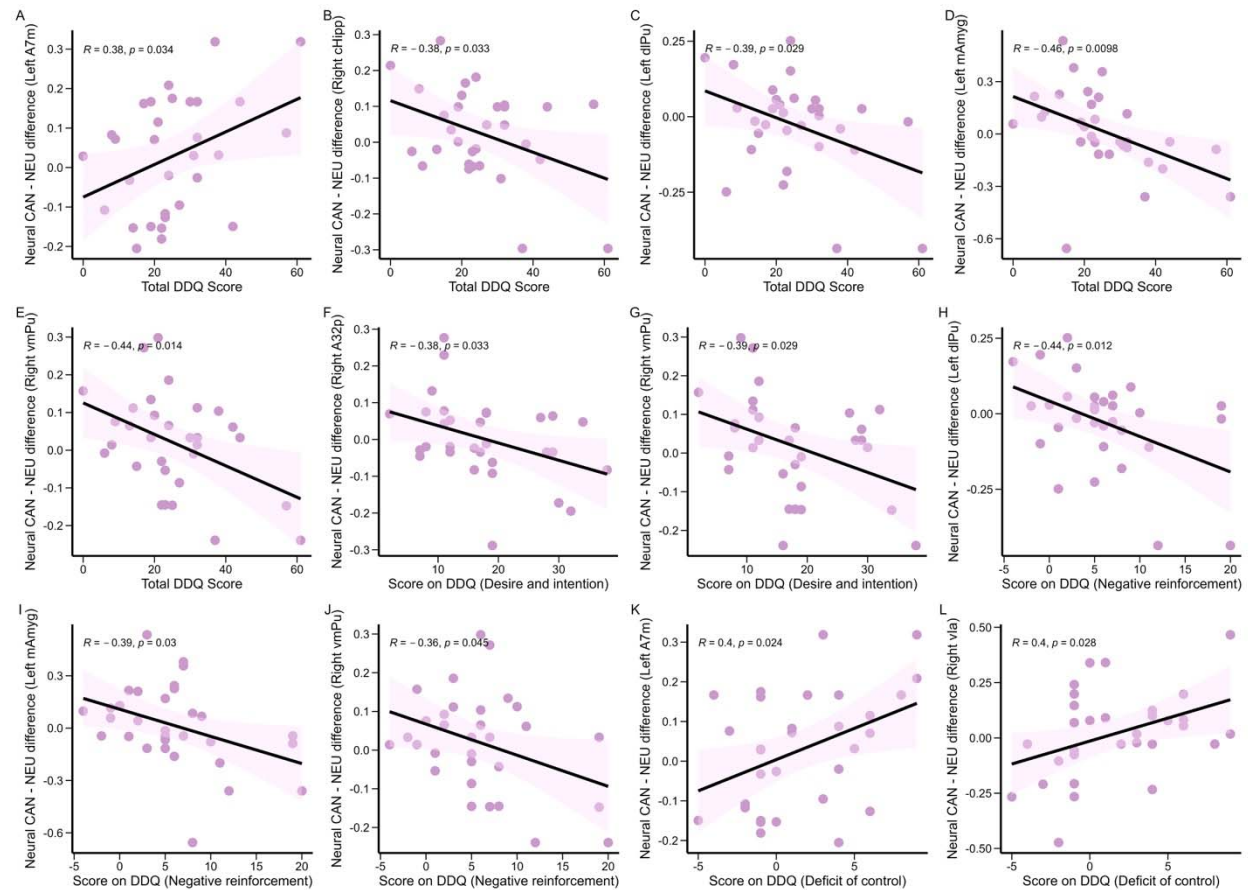 A
Neural CAN - NEU difference (Left A7m)
R = 0.38, p = 0.034
0.3
0.2
0.1
0.0
-0.1
-0.2
0 20 40 60
Total DDQ Score
B
Neural CAN - NEU difference (Right cHipp)
R = −0.38, p = 0.033
0.3
0.2
0.1
0.0
-0.1
-0.2
-0.3
0 20 40 60
Total DDQ Score
C
Neural CAN - NEU difference (Left dlPu)
R = −0.39, p = 0.029
0.25
0.00
-0.25
0 20 40 60
Total DDQ Score
D
Neural CAN - NEU difference (Left mAmyg)
R = −0.46, p = 0.0098
0.3
0.0
-0.3
-0.6
0 20 40 60
Total DDQ Score
E
Neural CAN - NEU difference (Right vmPu)
R = −0.44, p = 0.014
0.3
0.2
0.1
0.0
-0.1
-0.2
0 20 40 60
Total DDQ Score
F
Neural CAN - NEU difference (Right A32p)
R = −0.38, p = 0.033
0.3
0.2
0.1
0.0
-0.1
-0.2
-0.3
10 20 30
Score on DDQ (Desire and intention)
G
Neural CAN - NEU difference (Right vmPu)
R = −0.39, p = 0.029
0.3
0.2
0.1
0.0
-0.1
-0.2
10 20 30
Score on DDQ (Desire and intention)
H
Neural CAN - NEU difference (Left dlPu)
R = −0.44, p = 0.012
0.25
0.00
-0.25
-5 0 5 10 15 20
Score on DDQ (Negative reinforcement)
I
Neural CAN - NEU difference (Left mAmyg)
R = −0.39, p = 0.03
0.3
0.0
-0.3
-0.6
-5 0 5 10 15 20
Score on DDQ (Negative reinforcement)
J
Neural CAN - NEU difference (Right vmPu)
R = −0.36, p = 0.045
0.3
0.2
0.1
0.0
-0.1
-0.2
-5 0 5 10 15 20
Score on DDQ (Negative reinforcement)
K
Neural CAN - NEU difference (Left A7m)
R = 0.4, p = 0.024
0.3
0.2
0.1
0.0
-0.1
-0.2
-5 0 5
Score on DDQ (Deficit of control)
L
Neural CAN - NEU difference (Right vIa)
R = 0.4, p = 0.028
0.50
0.25
0.00
-0.25
-0.50
-5 0 5
Score on DDQ (Deficit of control)